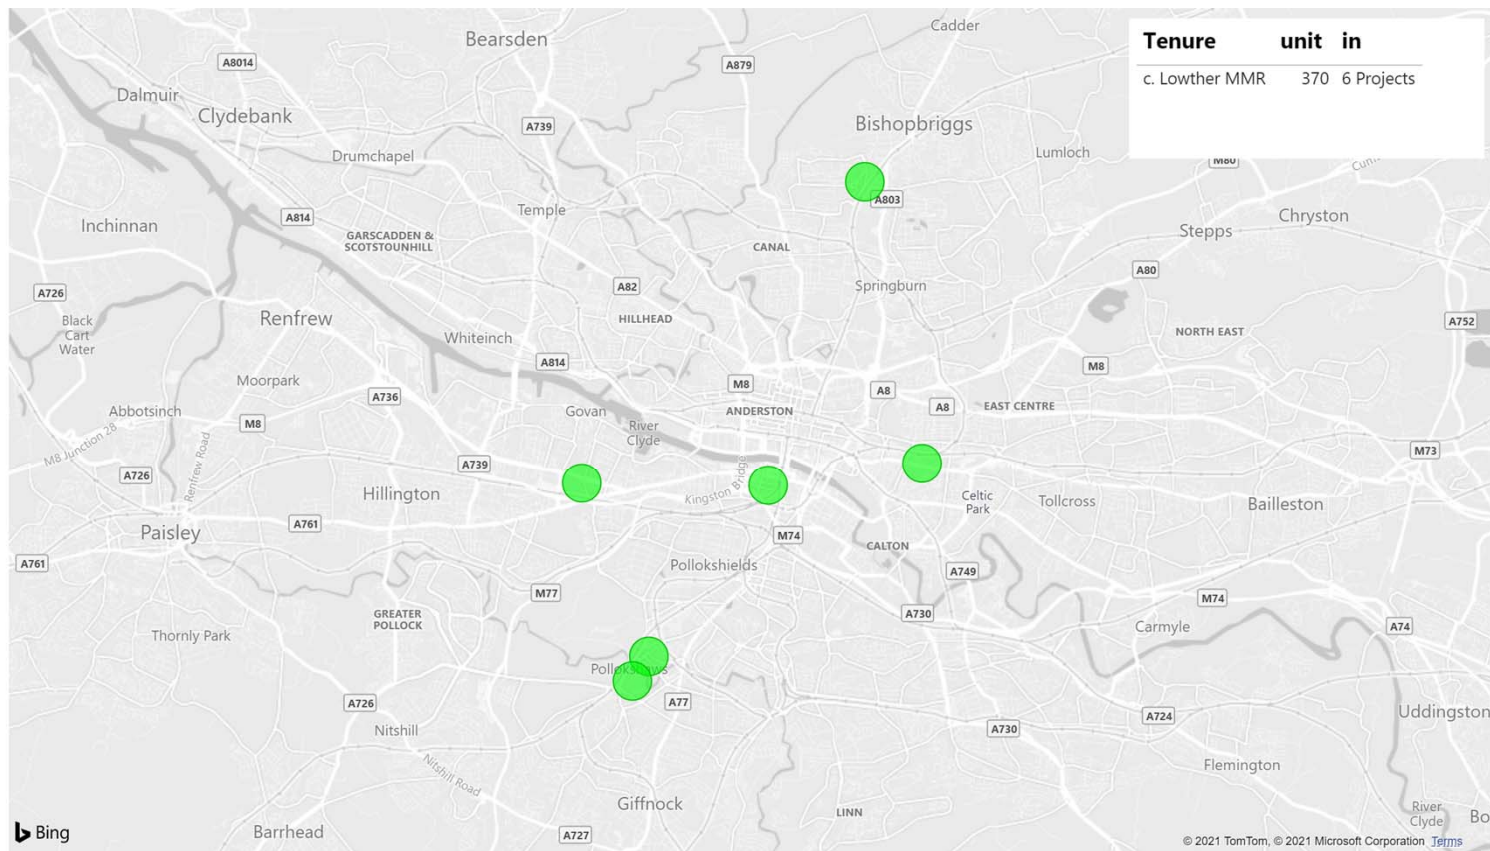 Tenure unit in
c. Lowther MMR 370 6 Projects
Cadder
Bearsden
A8014
A879
Dalmuir
Clydebank
A739
Bishopbriggs
Drumchapel
Lumloch
M80
A803
Temple
A814
Inchinnan
GARSCADDEN &
SCOTSTOUNHILL
CANAL
Chryston
Stepps
A80
A82
Springburn
A726
Black
Cart
Water
Renfrew
HILLHEAD
NORTH EAST
A752
Whiteinch
A814
M8
Moorpark
M8
A8
A736
Abbotsinch
Govan
ANDERSTON
A8
EAST CENTRE
M8
River
Clyde
M8 Junction 28
Renfrew Road
A726
A739
M73
Hillington
Kingston Bridge
Celtic
Park
Tollcross
Bailleston
Paisley
A761
M74
CALTON
A761
Pollokshields
A749
M77
M74
GREATER
POLLOCK
A730
Thornly Park
Carmyle
A74
Pollokshaws
A726
A77
Nitshill
A730
A724
Uddingston
Nitshill Road
Flemington
Giffnock
LINN
River
Clyde
Bo
Barrhead
A727
Bing
© 2021 TomTom, © 2021 Microsoft Corporation Terms